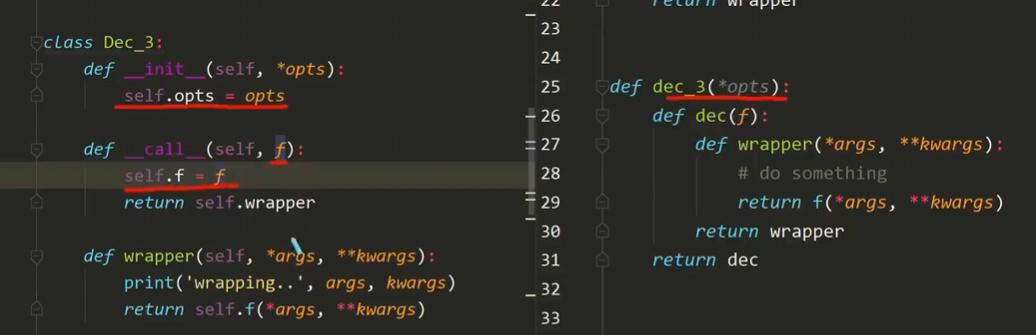 class Dec_3:
def __init__(self, *opts):
self.opts = opts
def __call__(self, f):
self.f = f
return self.wrapper
def wrapper(self, *args, **kwargs):
print('wrapping..', args, kwargs)
return self.f(*args, **kwargs)
22
return wrapper
23
24
25 def dec_3(*opts):
26 def dec(f):
27 def wrapper(*args, **kwargs):
28 # do something
29 return f(*args, **kwargs)
30 return wrapper
31 return dec
32
33